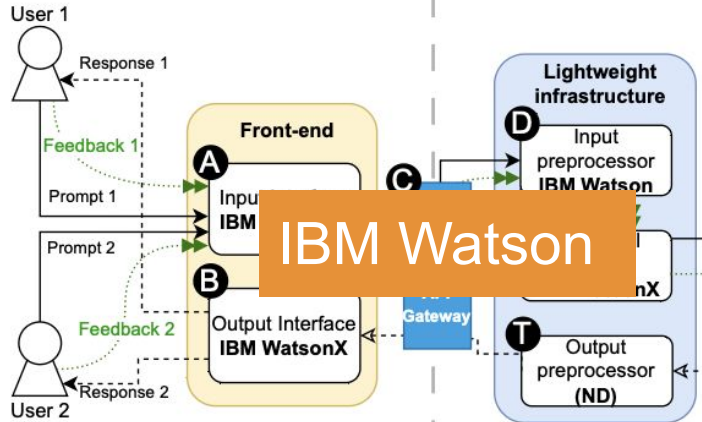 User 1
Response 1
Lightweight
infrastructure
Front-end
D
Input
preprocessor
IBM Watson
Feedback 1
A
C
Prompt 1
IBM
Prompt 2
IBM Watson
B
Gateway
Output Interface
IBM WatsonX
Feedback 2
T
Output
preprocessor
(ND)
Response 2
User 2